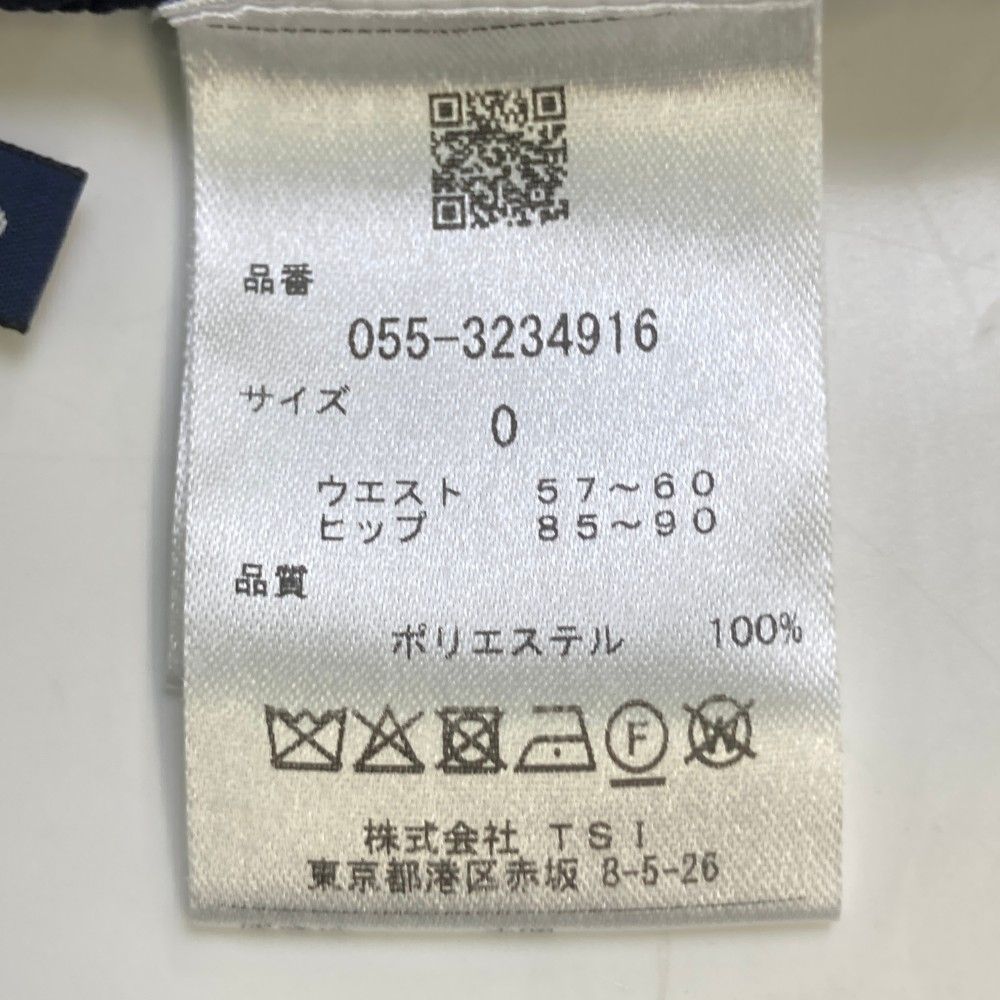 品番
055-3234916
サイズ
0
ウエスト 57～60
ヒップ 85～90
品質
ポリエステル 100%
F W
株式会社 TSI
東京都港区赤坂 8-5-26